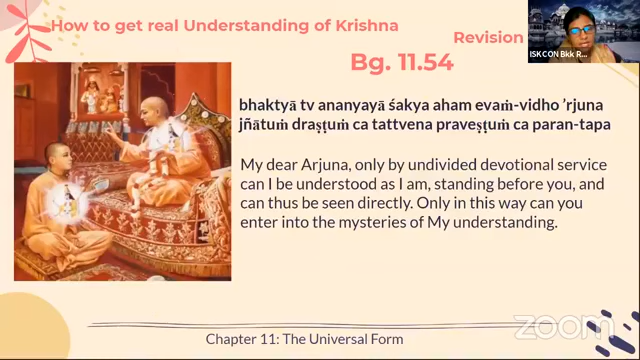 How to get real Understanding of Krishna
Revision
Bg. 11.54
ISKCON Bkk R...
bhaktyā tv ananyayā śakya aham evaṁ-vidho ’rjuna
jñātuṁ draṣṭuṁ ca tattvena praveṣṭuṁ ca paran-tapa
My dear Arjuna, only by undivided devotional service
can I be understood as I am, standing before you, and
can thus be seen directly. Only in this way can you
enter into the mysteries of My understanding.
zoom
Chapter 11: The Universal Form